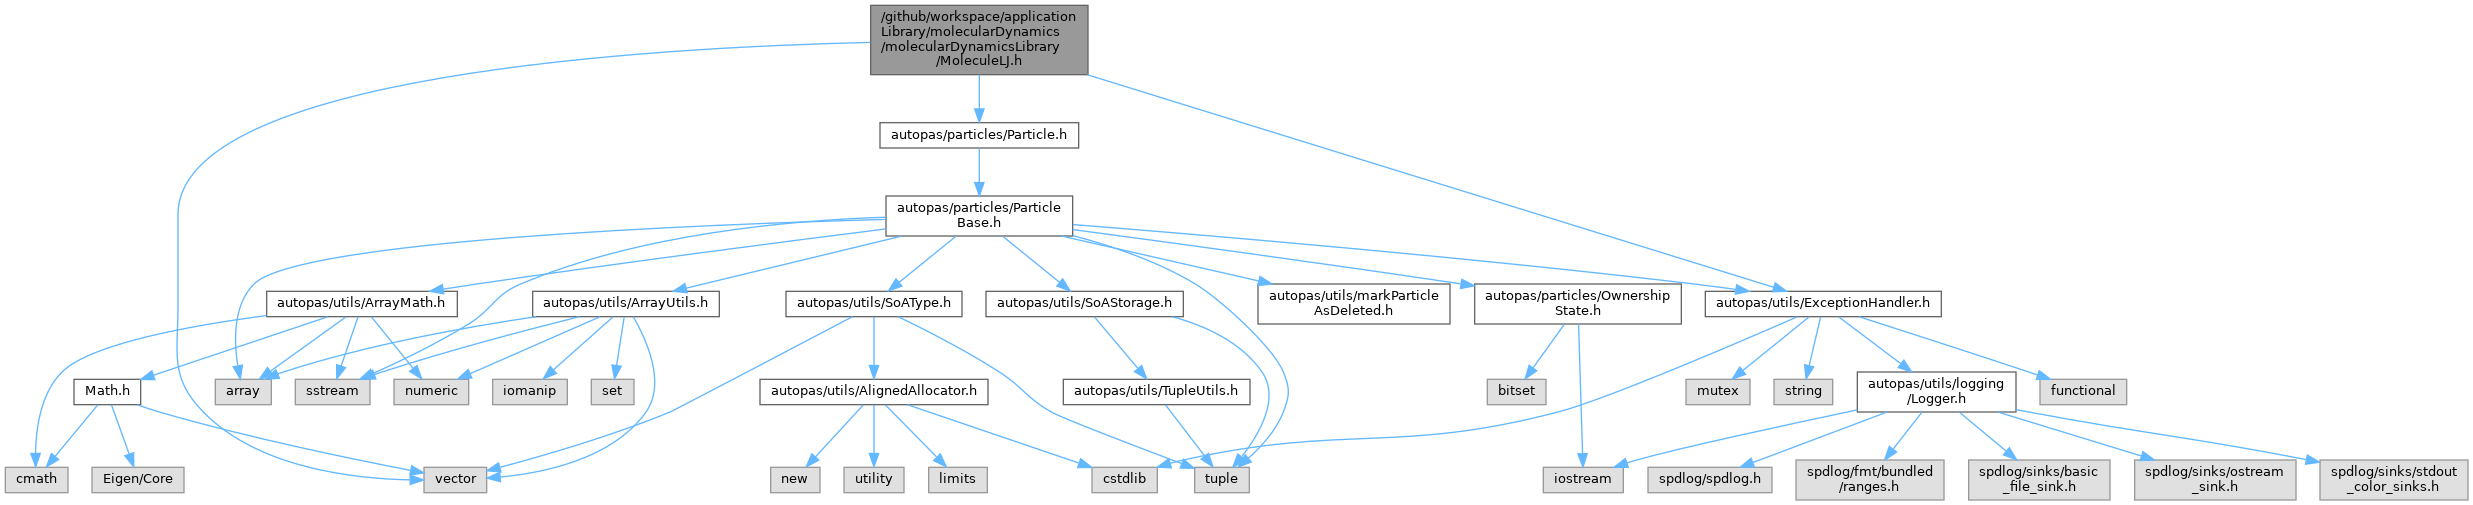 /github/workspace/application
Library/molecularDynamics
/molecularDynamicsLibrary
/MoleculeLJ.h
autopas/particles/Particle.h
autopas/particles/Particle
Base.h
autopas/utils/ArrayMath.h
autopas/utils/ArrayUtils.h
autopas/utils/SoAType.h
autopas/utils/SoAStorage.h
autopas/utils/markParticle
AsDeleted.h
autopas/particles/Ownership
State.h
autopas/utils/ExceptionHandler.h
Math.h
array
sstream
numeric
iomanip
set
autopas/utils/AlignedAllocator.h
autopas/utils/TupleUtils.h
bitset
mutex
string
autopas/utils/logging
/Logger.h
functional
cmath
Eigen/Core
vector
new
utility
limits
cstdlib
tuple
iostream
spdlog/spdlog.h
spdlog/fmt/bundled
/ranges.h
spdlog/sinks/basic
_file_sink.h
spdlog/sinks/ostream
_sink.h
spdlog/sinks/stdout
_color_sinks.h